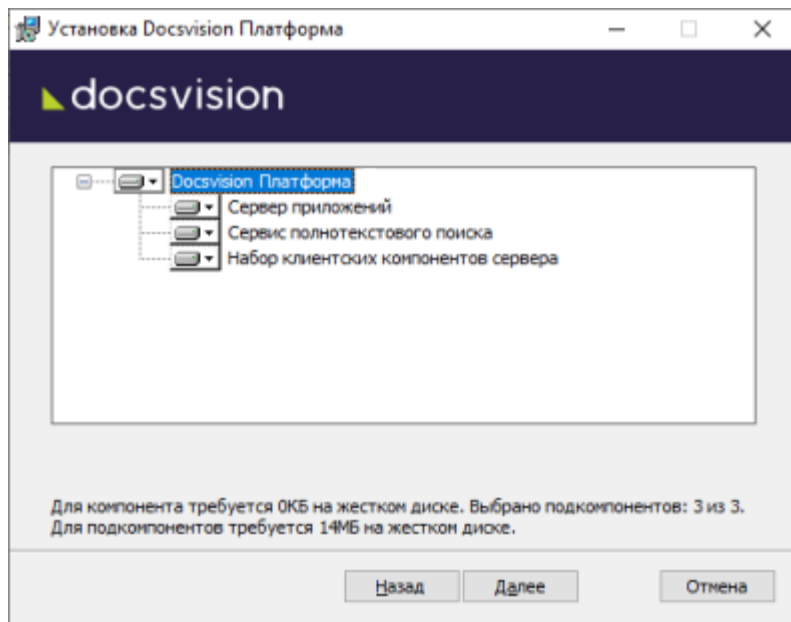 Установка Docsvision Платформа
docsvision
Docsvision Платформа
Сервер приложений
Сервис полнотекстового поиска
Набор клиентских компонентов сервера
Для компонента требуется 0КБ на жестком диске. Выбрано подкомпонентов: 3 из 3.
Для подкомпонентов требуется 14МБ на жестком диске.
Назад Далее Отмена